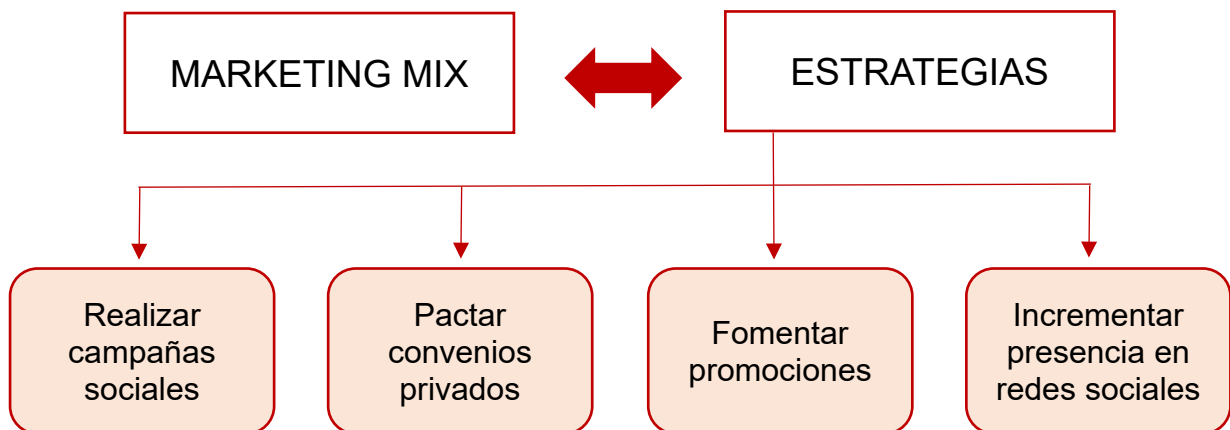 MARKETING MIX
ESTRATEGIAS
Realizar
campañas
sociales
Pactar
convenios
privados
Fomentar
promociones
Incrementar
presencia en
redes sociales